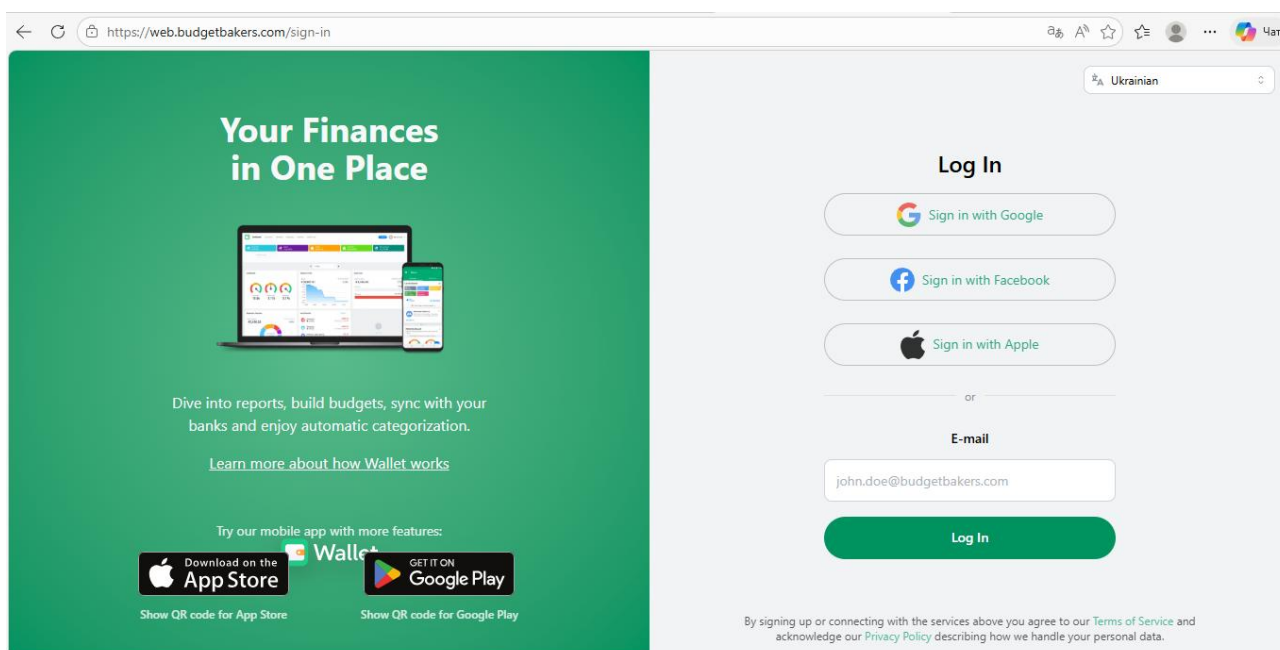 https://web.budgetbakers.com/sign-in
Чат
Ukrainian
Your Finances
in One Place
Dive into reports, build budgets, sync with your
banks and enjoy automatic categorization.
Learn more about how Wallet works
Try our mobile app with more features:
Wallet
Download on the
App Store
GET IT ON
Google Play
Show QR code for App Store
Show QR code for Google Play
Log In
Sign in with Google
Sign in with Facebook
Sign in with Apple
or
E-mail
john.doe@budgetbakers.com
Log In
By signing up or connecting with the services above you agree to our Terms of Service and
acknowledge our Privacy Policy describing how we handle your personal data.